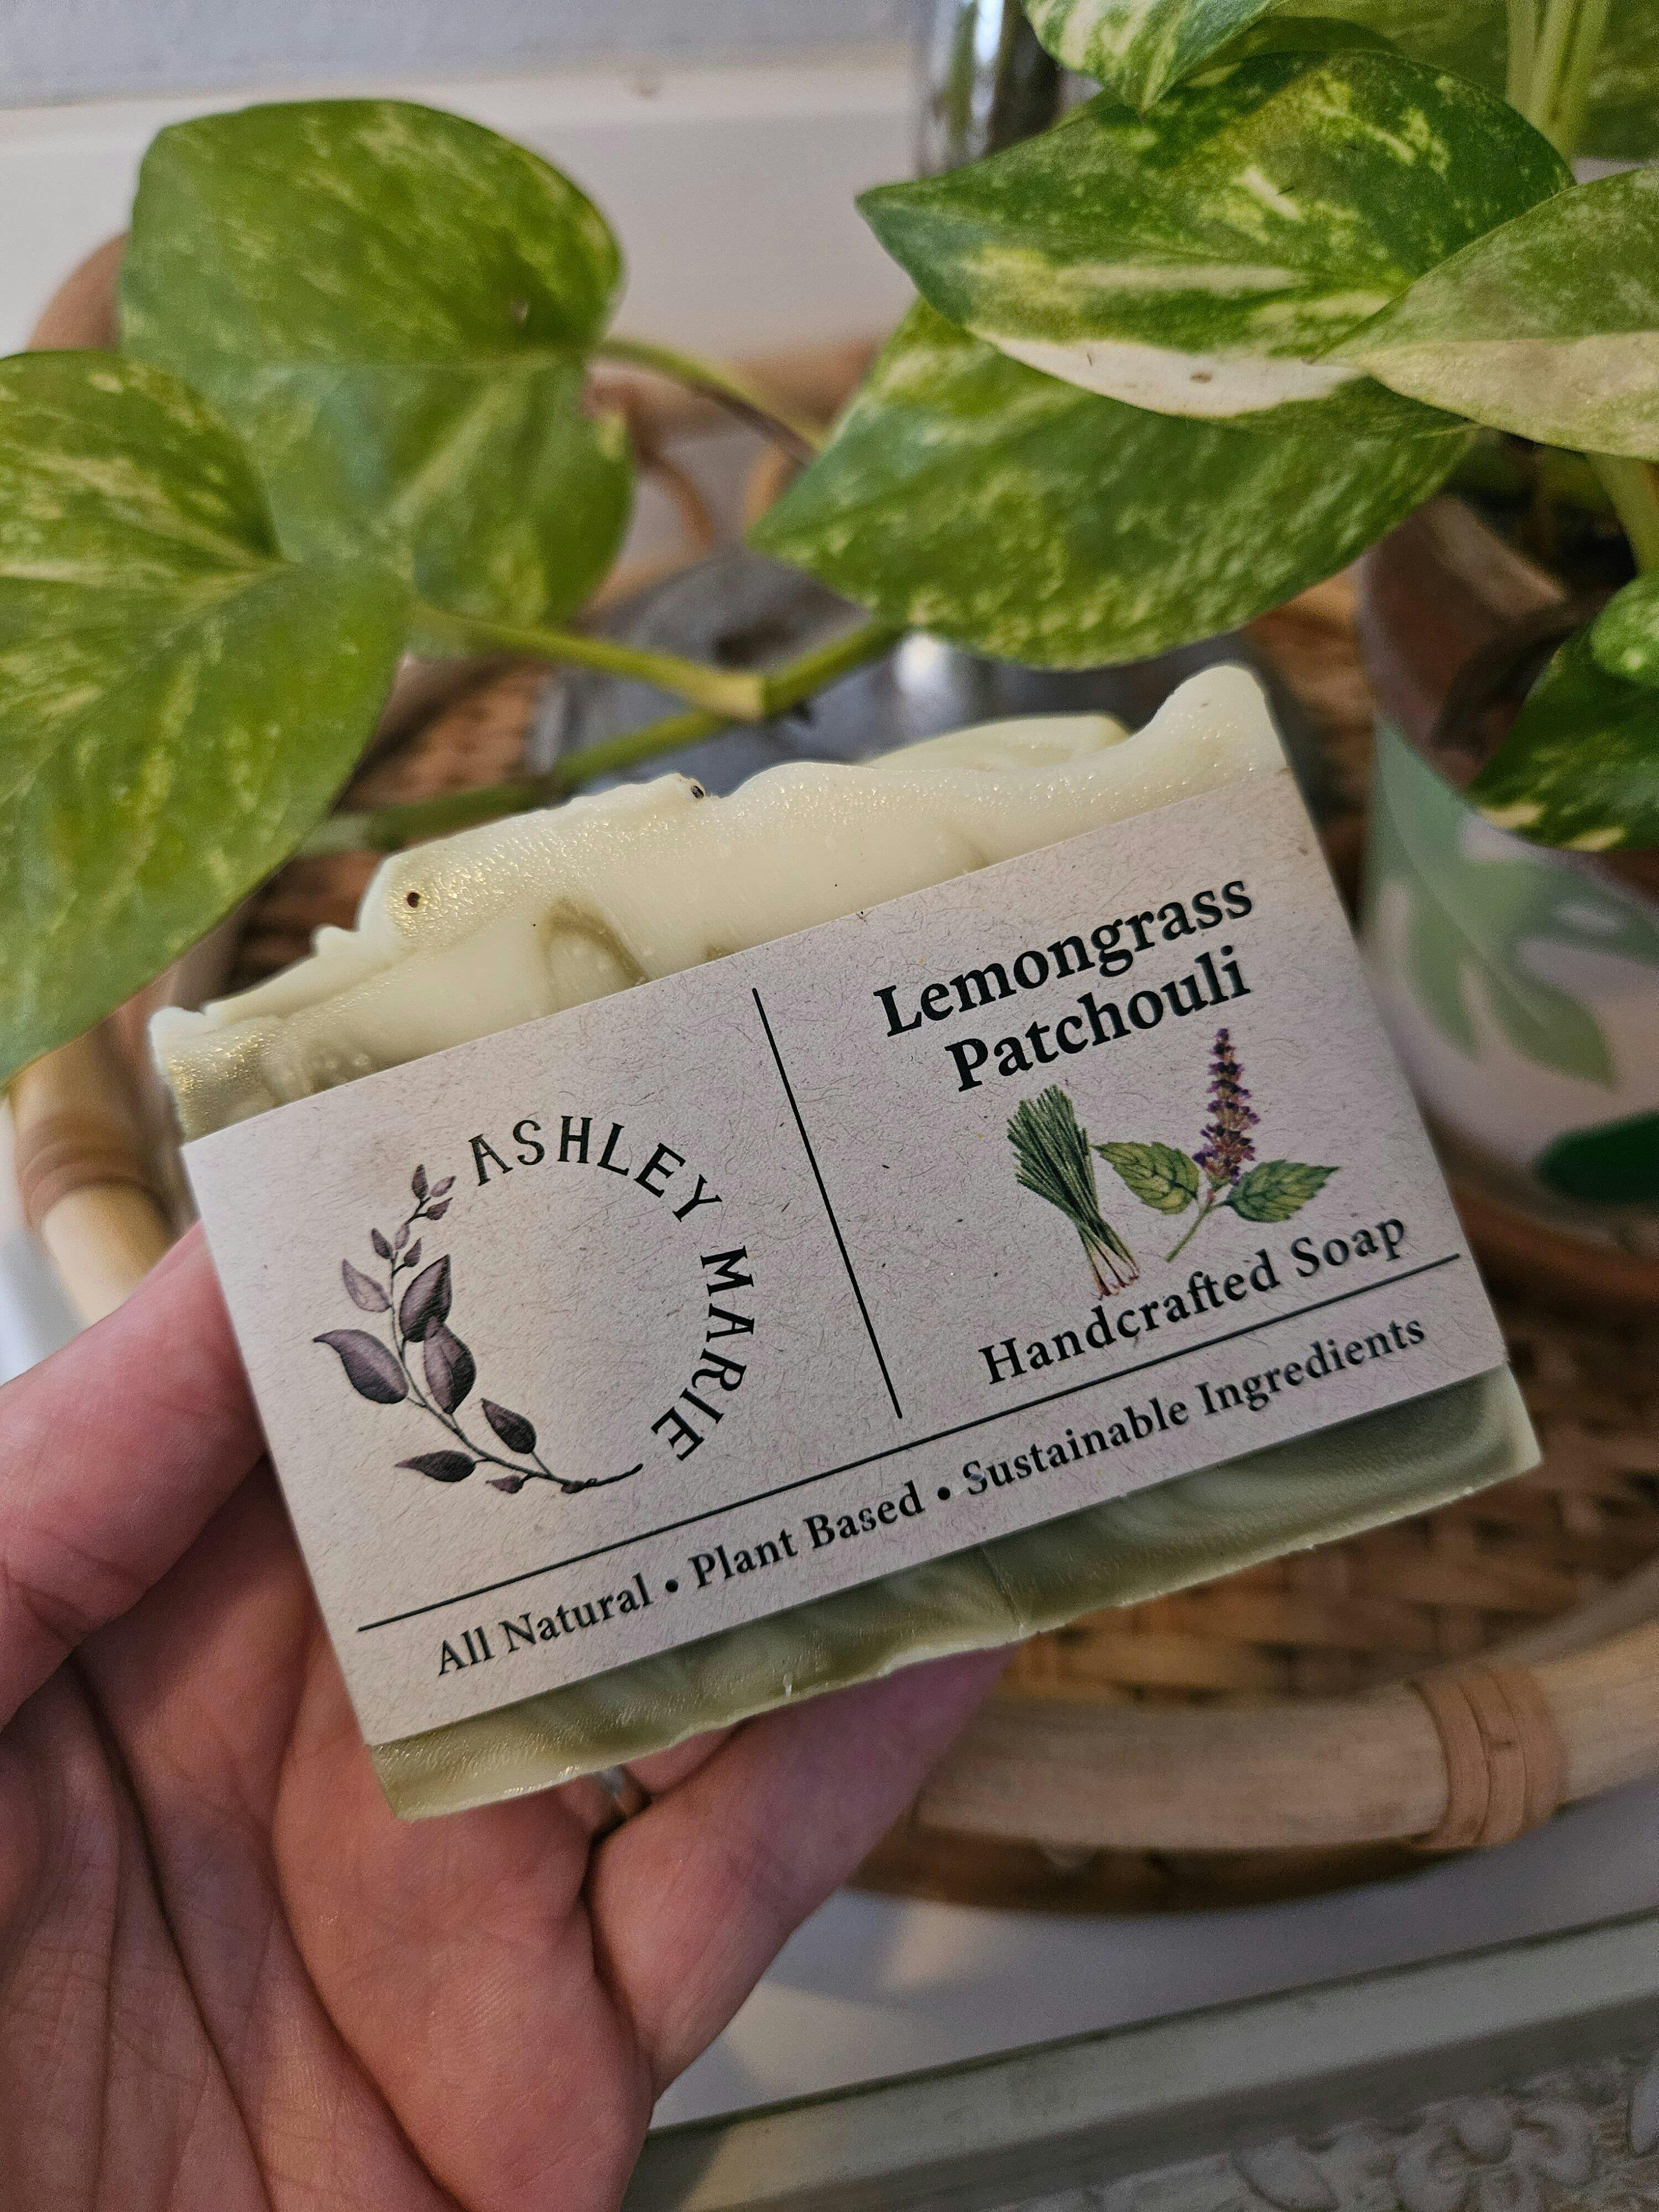 ASHLEY MARIE
Lemongrass
Patchouli
Handcrafted Soap
All Natural • Plant Based • Sustainable Ingredients